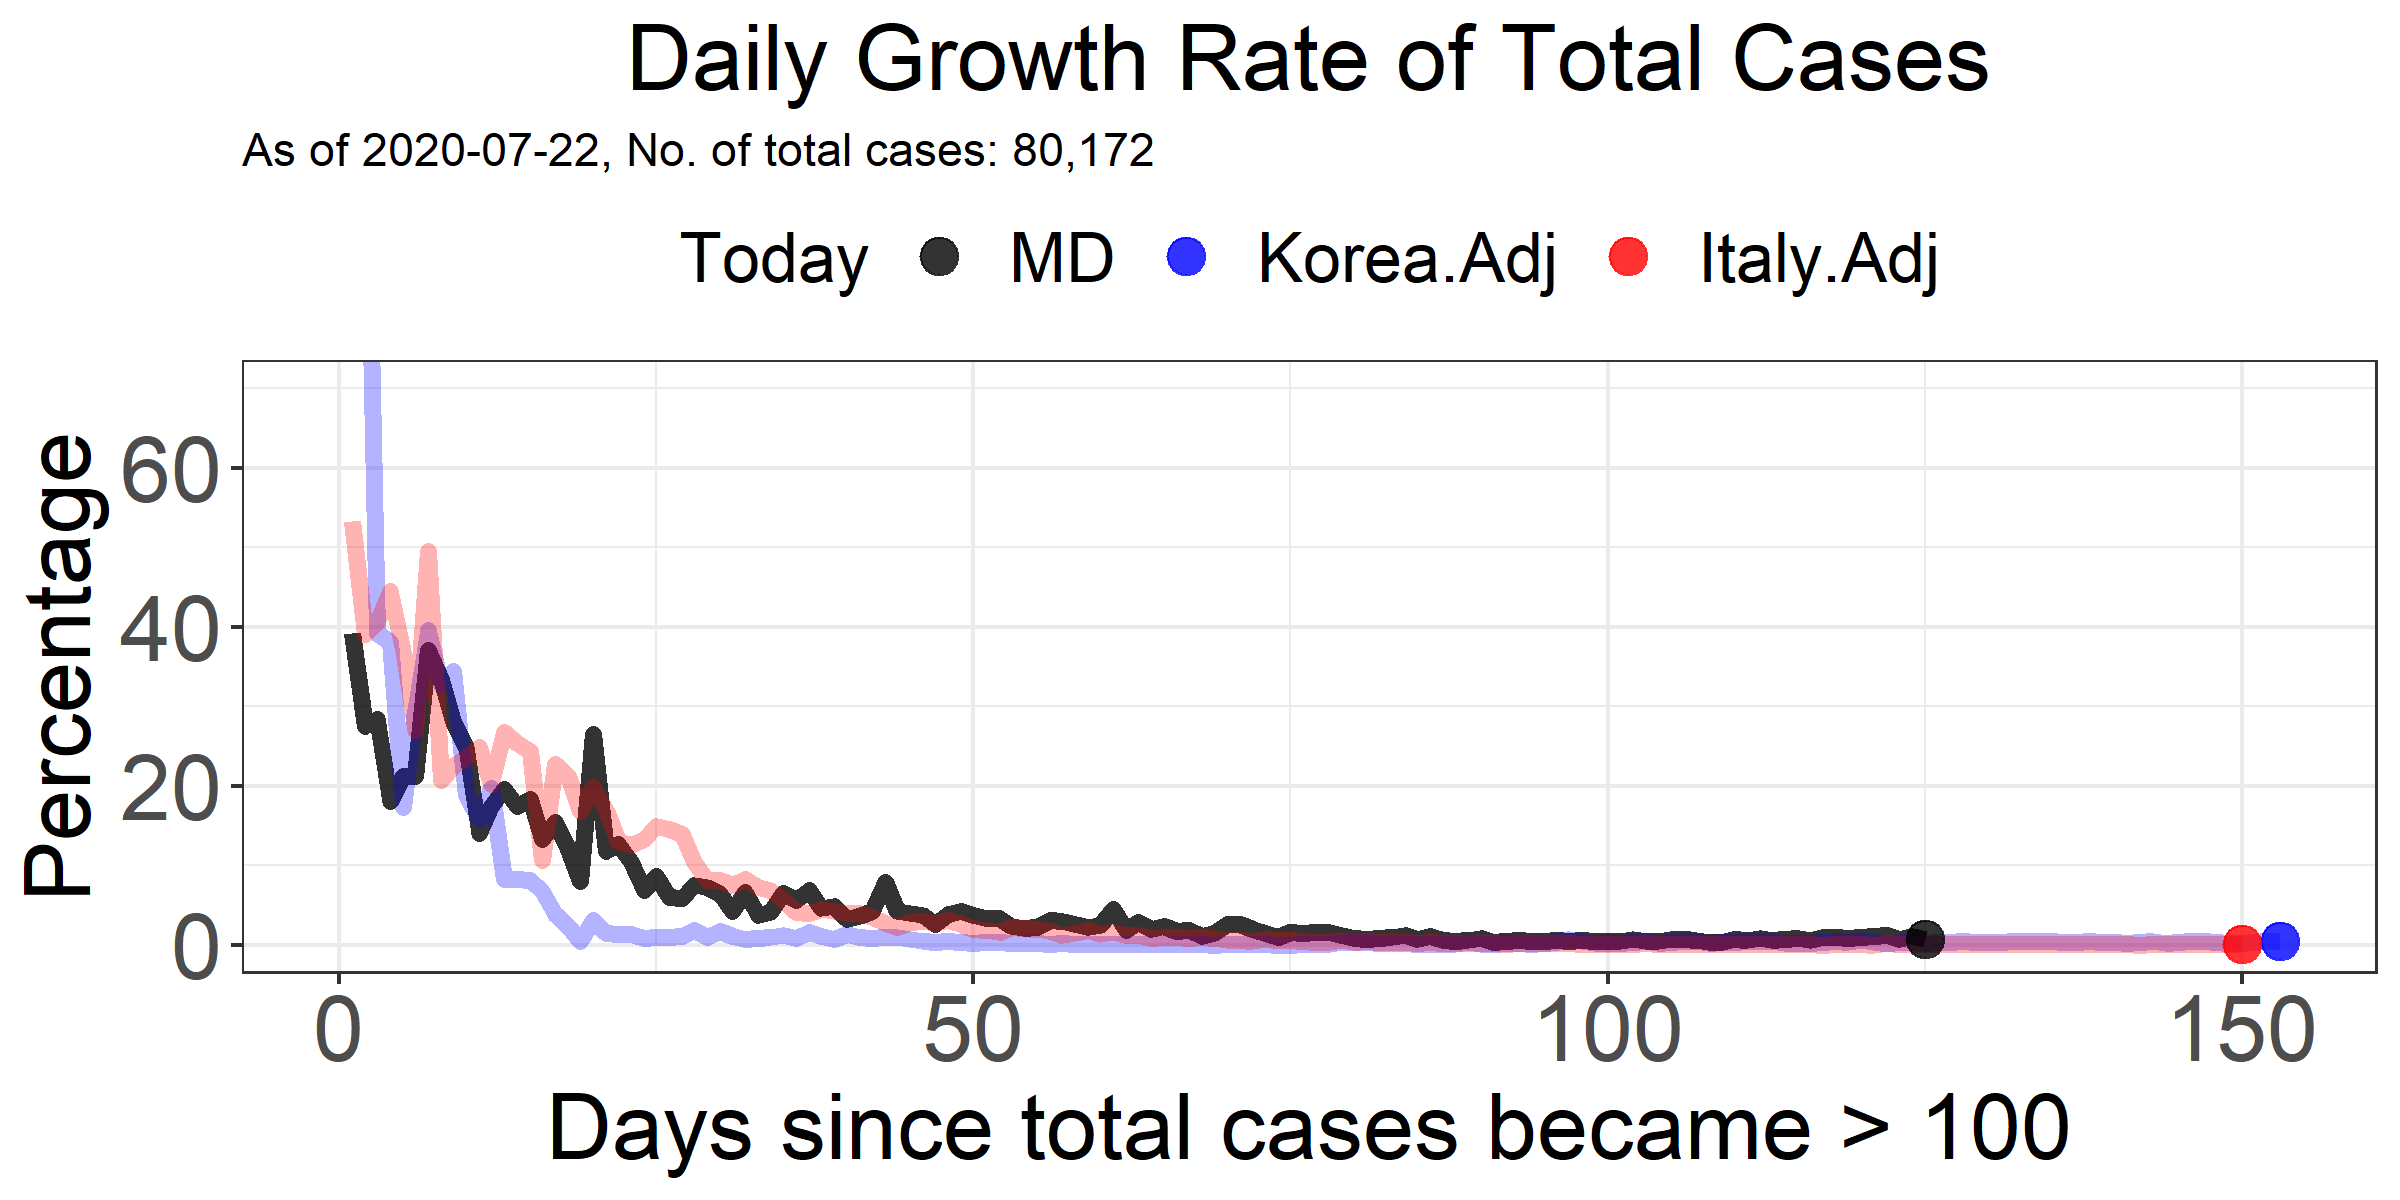 Daily Growth Rate of Total Cases
As of 2020-07-22, No. of total cases: 80,172
Today MD Korea.Adj Italy.Adj
Percentage
60
40
20
0
0 50 100 150
Days since total cases became > 100